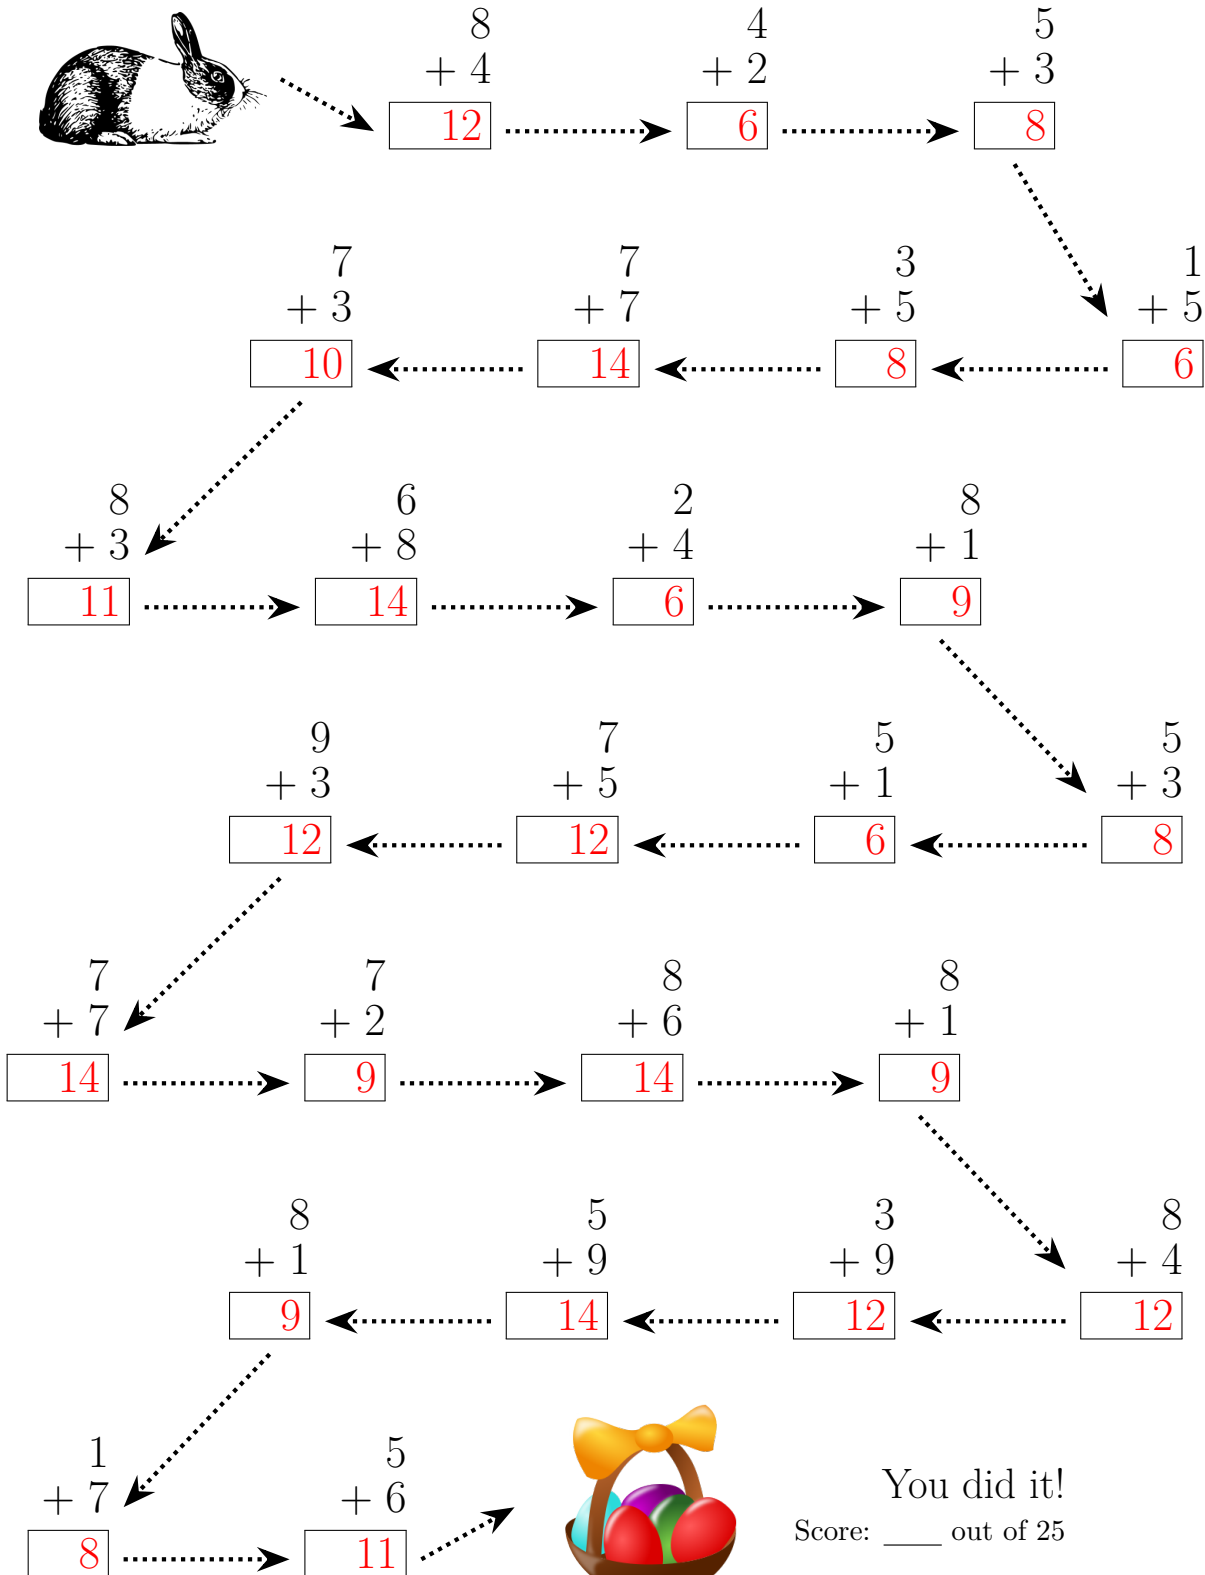 8 4 5
+ 4 + 2 + 3
12 6 8
7 7 3 1
+ 3 + 7 + 5 + 5
10 14 8 6
8 6 2 8
+ 3 + 8 + 4 + 1
11 14 6 9
9 7 5 5
+ 3 + 5 + 1 + 3
12 12 6 8
7 7 8 8
+ 7 + 2 + 6 + 1
14 9 14 9
8 5 3 8
+ 1 + 9 + 9 + 4
9 14 12 12
1 5
+ 7 + 6
8 11
You did it!
Score: ____ out of 25